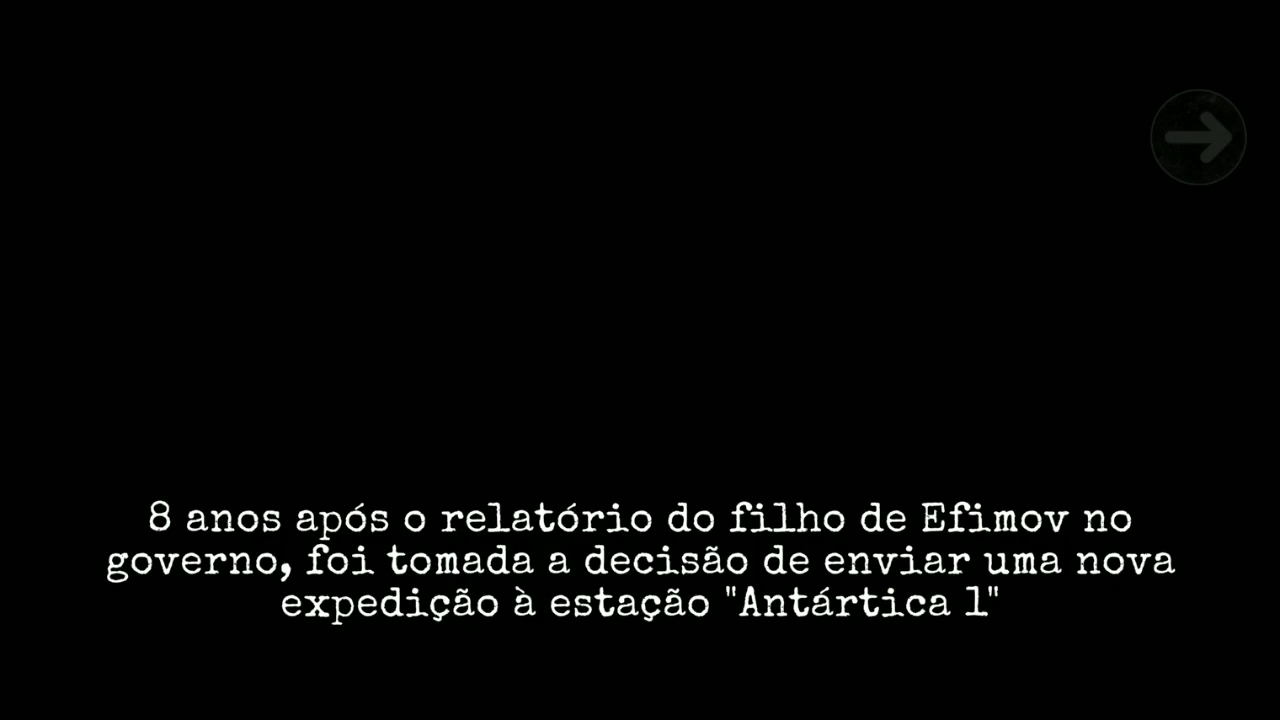 8 anos após o relatório do filho de Efimov no
governo, foi tomada a decisão de enviar uma nova
expedição à estação "Antártica 1"